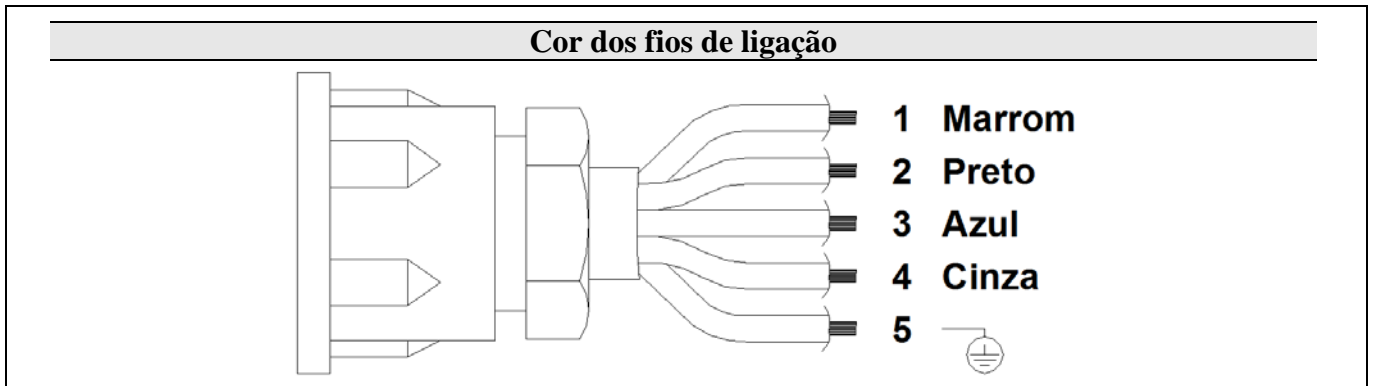 Cor dos fios de ligação
1 Marrom
2 Preto
3 Azul
4 Cinza
5